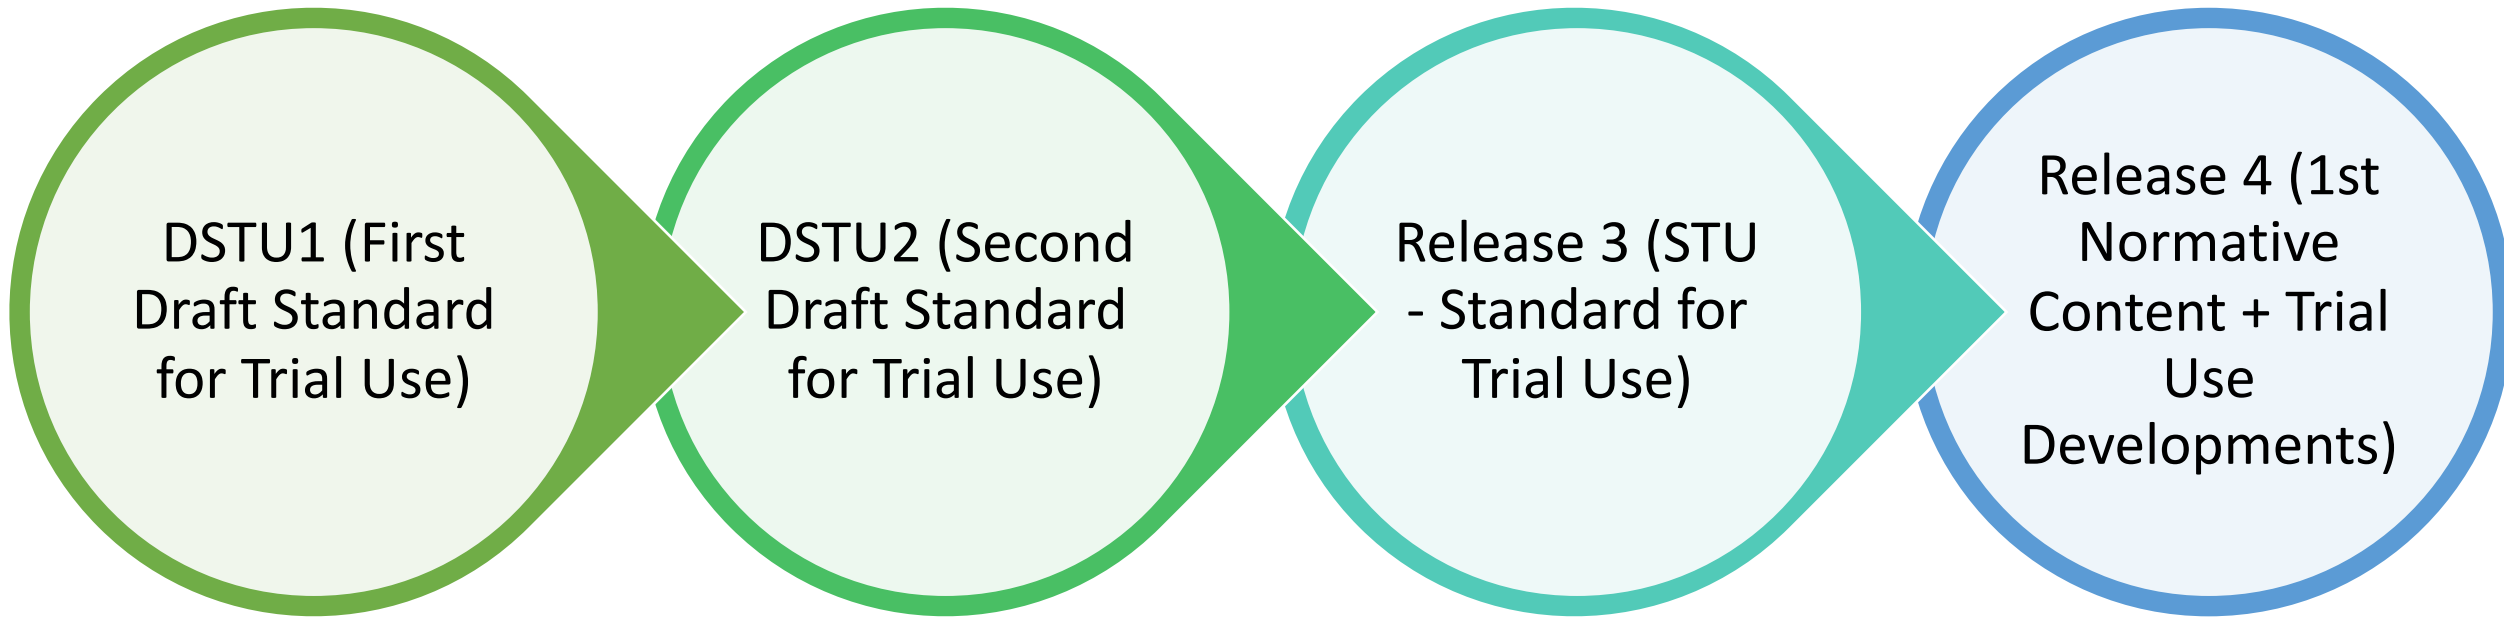 DSTU1 (First
Draft Standard
for Trial Use)
DSTU2 (Second
Draft Standard
for Trial Use)
Release 3 (STU
- Standard for
Trial Use)
Release 4 (1st
Normative
Content + Trial
Use
Developments)